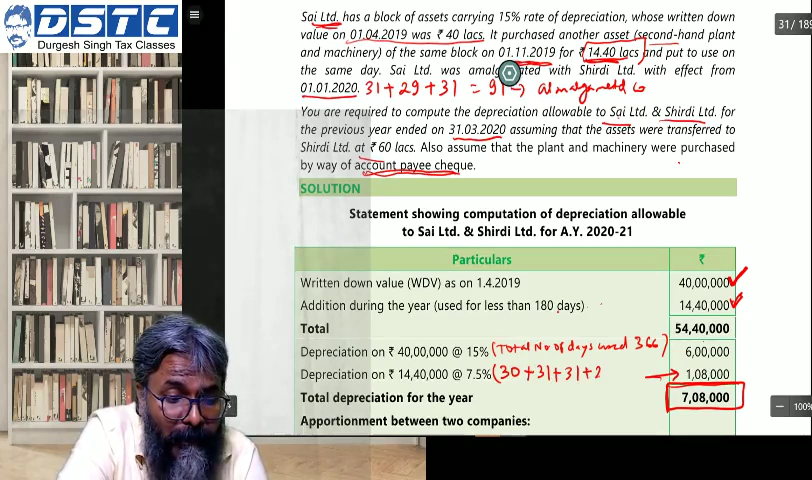 DSTC
Durgesh Singh Tax Classes
31/189
Sai Ltd. has a block of assets carrying 15% rate of depreciation, whose written down
value on 01.04.2019 was ₹ 40 lacs. It purchased another asset (second-hand plant
and machinery) of the same block on 01.11.2019 for ₹ 14.40 lacs and put to use on
the same day. Sai Ltd. was amalgamated with Shirdi Ltd. with effect from
01.01.2020. 31+29+31 = 91 → amalgamated Co
You are required to compute the depreciation allowable to Sai Ltd. & Shirdi Ltd. for
the previous year ended on 31.03.2020 assuming that the assets were transferred to
Shirdi Ltd. at ₹ 60 lacs. Also assume that the plant and machinery were purchased
by way of account payee cheque.
SOLUTION
Statement showing computation of depreciation allowable
to Sai Ltd. & Shirdi Ltd. for A.Y. 2020-21
Particulars ₹
Written down value (WDV) as on 1.4.2019 40,00,000
Addition during the year (used for less than 180 days) 14,40,000
Total 54,40,000
Depreciation on ₹ 40,00,000 @ 15% (Total No of days used 366) 6,00,000
Depreciation on ₹ 14,40,000 @ 7.5% (30+31+31+2 → 1,08,000
Total depreciation for the year 7,08,000
100%
Apportionment between two companies: